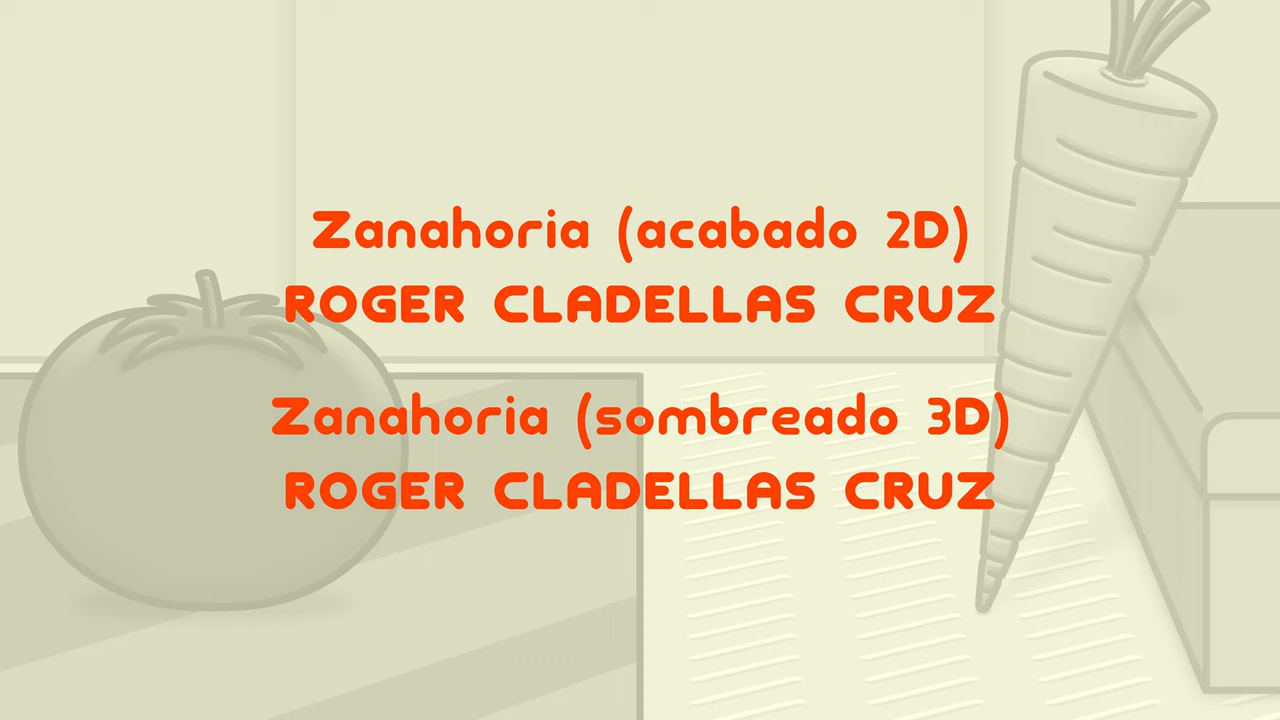 Zanahoria (acabado 2D)
ROGER CLADELLAS CRUZ
Zanahoria (sombreado 3D)
ROGER CLADELLAS CRUZ